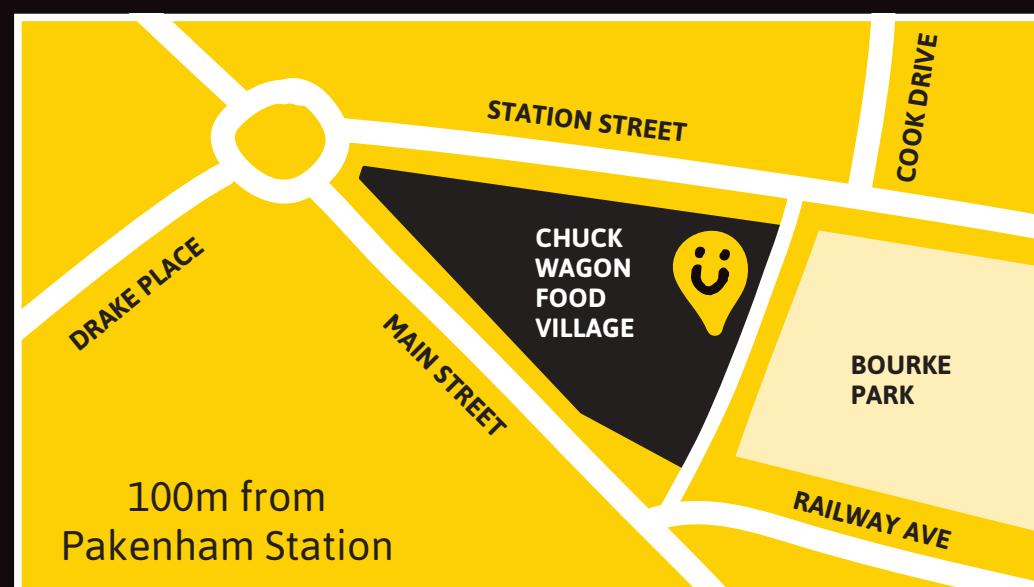 STATION STREET
COOK DRIVE
CHUCK
WAGON
FOOD
VILLAGE
DRAKE PLACE
MAIN STREET
BOURKE
PARK
100m from
Pakenham Station
RAILWAY AVE